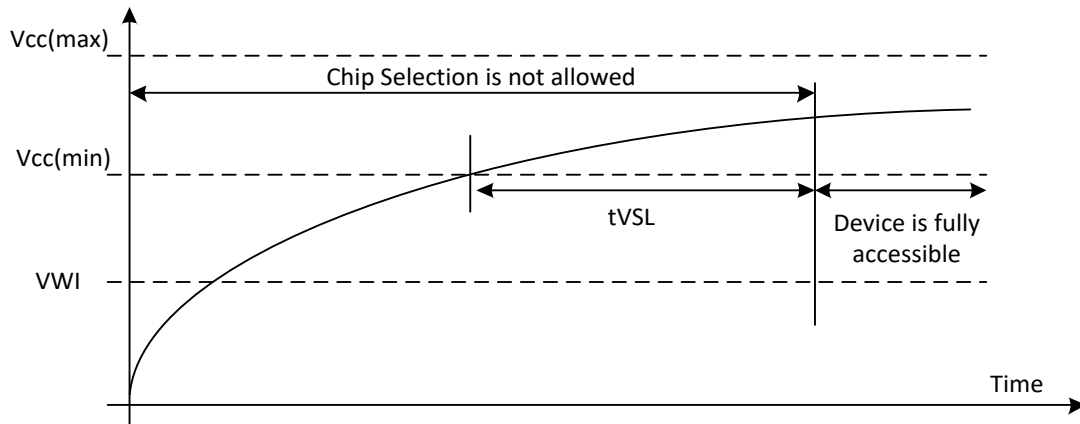 Vcc(max)
Chip Selection is not allowed
Vcc(min)
tVSL
Device is fully
accessible
VWI
Time